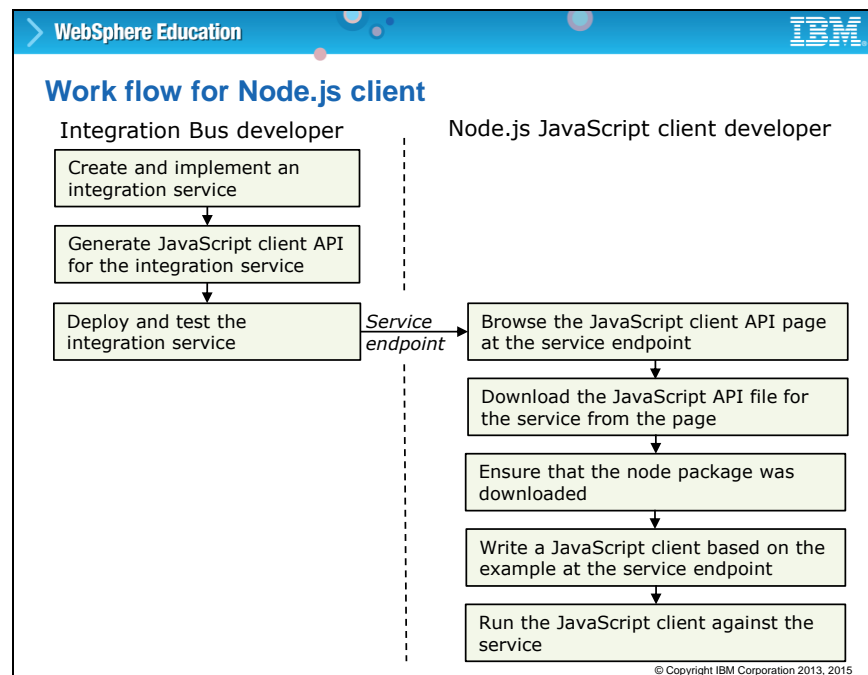 WebSphere Education
IBM
Work flow for Node.js client
Integration Bus developer
Node.js JavaScript client developer
Create and implement an
integration service
Generate JavaScript client API
for the integration service
Deploy and test the
integration service
Service
endpoint
Browse the JavaScript client API page
at the service endpoint
Download the JavaScript API file for
the service from the page
Ensure that the node package was
downloaded
Write a JavaScript client based on the
example at the service endpoint
Run the JavaScript client against the
service
© Copyright IBM Corporation 2013, 2015